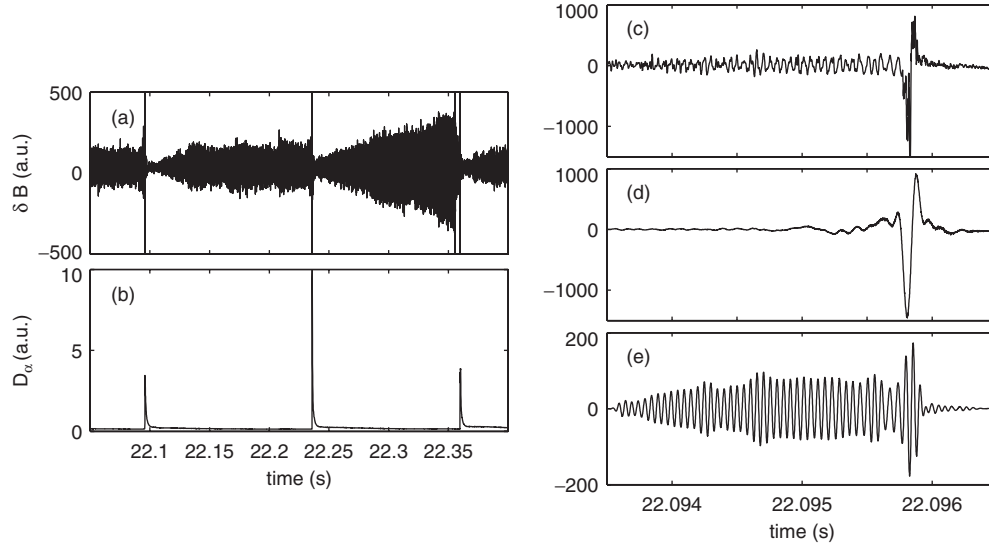 500
(a)
0
δ B (a.u.)
−500
10
(b)
5
Dα (a.u.)
0
22.1 22.15 22.2 22.25 22.3 22.35
time (s)
1000
(c)
0
−1000
1000
(d)
0
−1000
200
(e)
0
−200
22.094 22.095 22.096
time (s)